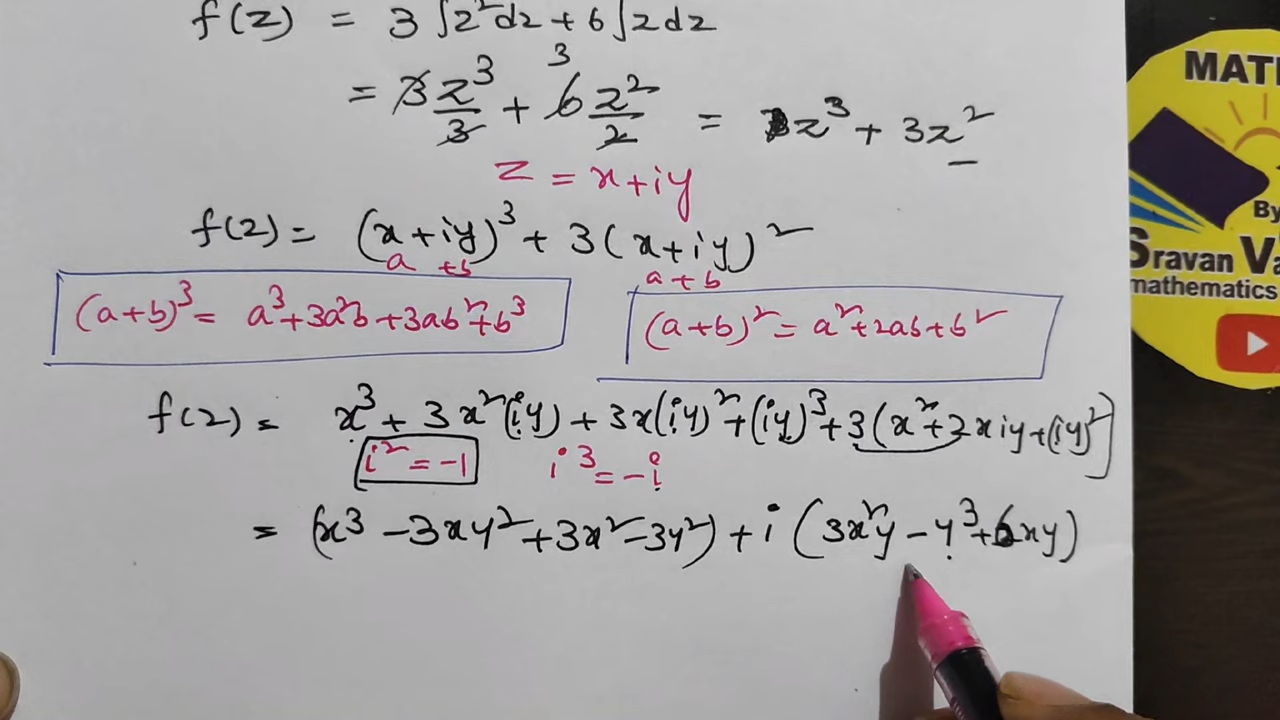 f(z) = 3 ∫z²dz + 6 ∫z dz
= 3 z³/3 + 6 z²/2 = z³ + 3z²
3
z = x+iy
f(z) = (x+iy)³ + 3(x+iy)²
a +b
a + b
(a+b)³ = a³+3a²b+3ab²+b³
(a+b)² = a²+2ab+b²
f(z) = x³ + 3x²(iy) + 3x(iy)² + (iy)³ + 3(x²+2xiy+(iy)²]
i² = -1 i³ = -i
= (x³ - 3xy² + 3x² - 3y²) + i (3x²y - y³ + 6xy)
By
Sravan
mathematics